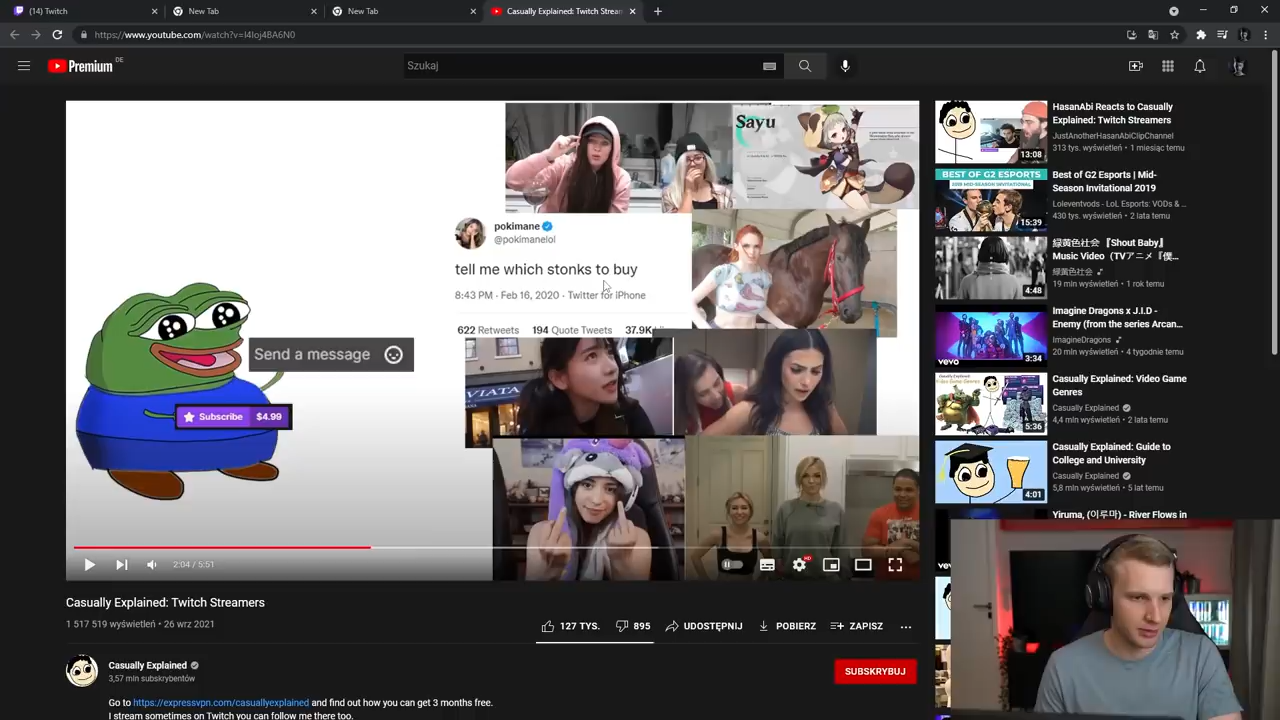 (14) Twitch
New Tab
New Tab
Casually Explained: Twitch Stream
https://www.youtube.com/watch?v=I4loj4BA6N0
Premium DE
Szukaj
Sayu
pokimane
@pokimanelol
tell me which stonks to buy
8:43 PM · Feb 16, 2020 · Twitter for iPhone
622 Retweets 194 Quote Tweets 37.9K
Send a message
Subscribe $4.99
2:04 / 5:51
HD
Casually Explained: Twitch Streamers
1 517 519 wyświetleń • 26 wrz 2021
127 TYS. 895 UDOSTĘPNIJ POBIERZ ZAPISZ
Casually Explained
3,57 mln subskrybentów
SUBSKRYBUJ
Go to https://expressvpn.com/casuallyexplained and find out how you can get 3 months free.
I stream sometimes on Twitch you can follow me there too.
13:08
HasanAbi Reacts to Casually
Explained: Twitch Streamers
JustAnotherHasanAbiClipChannel
313 tys. wyświetleń • 1 miesiąc temu
BEST OF G2 ESPORTS
15:39
Best of G2 Esports | Mid-
Season Invitational 2019
Loleventvods - LoL Esports: VODs & ...
430 tys. wyświetleń • 2 lata temu
4:48
緑黄色社会 『Shout Baby』
Music Video（TVアニメ『僕...
緑黄色社会
19 mln wyświetleń • 1 rok temu
vevo
3:34
Imagine Dragons x J.I.D -
Enemy (from the series Arcan...
ImagineDragons
20 mln wyświetleń • 4 tygodnie temu
5:36
Casually Explained: Video Game
Genres
Casually Explained
4,4 mln wyświetleń • 2 lata temu
4:01
Casually Explained: Guide to
College and University
Casually Explained
5,8 mln wyświetleń • 5 lat temu
Yiruma, (이루마) - River Flows in